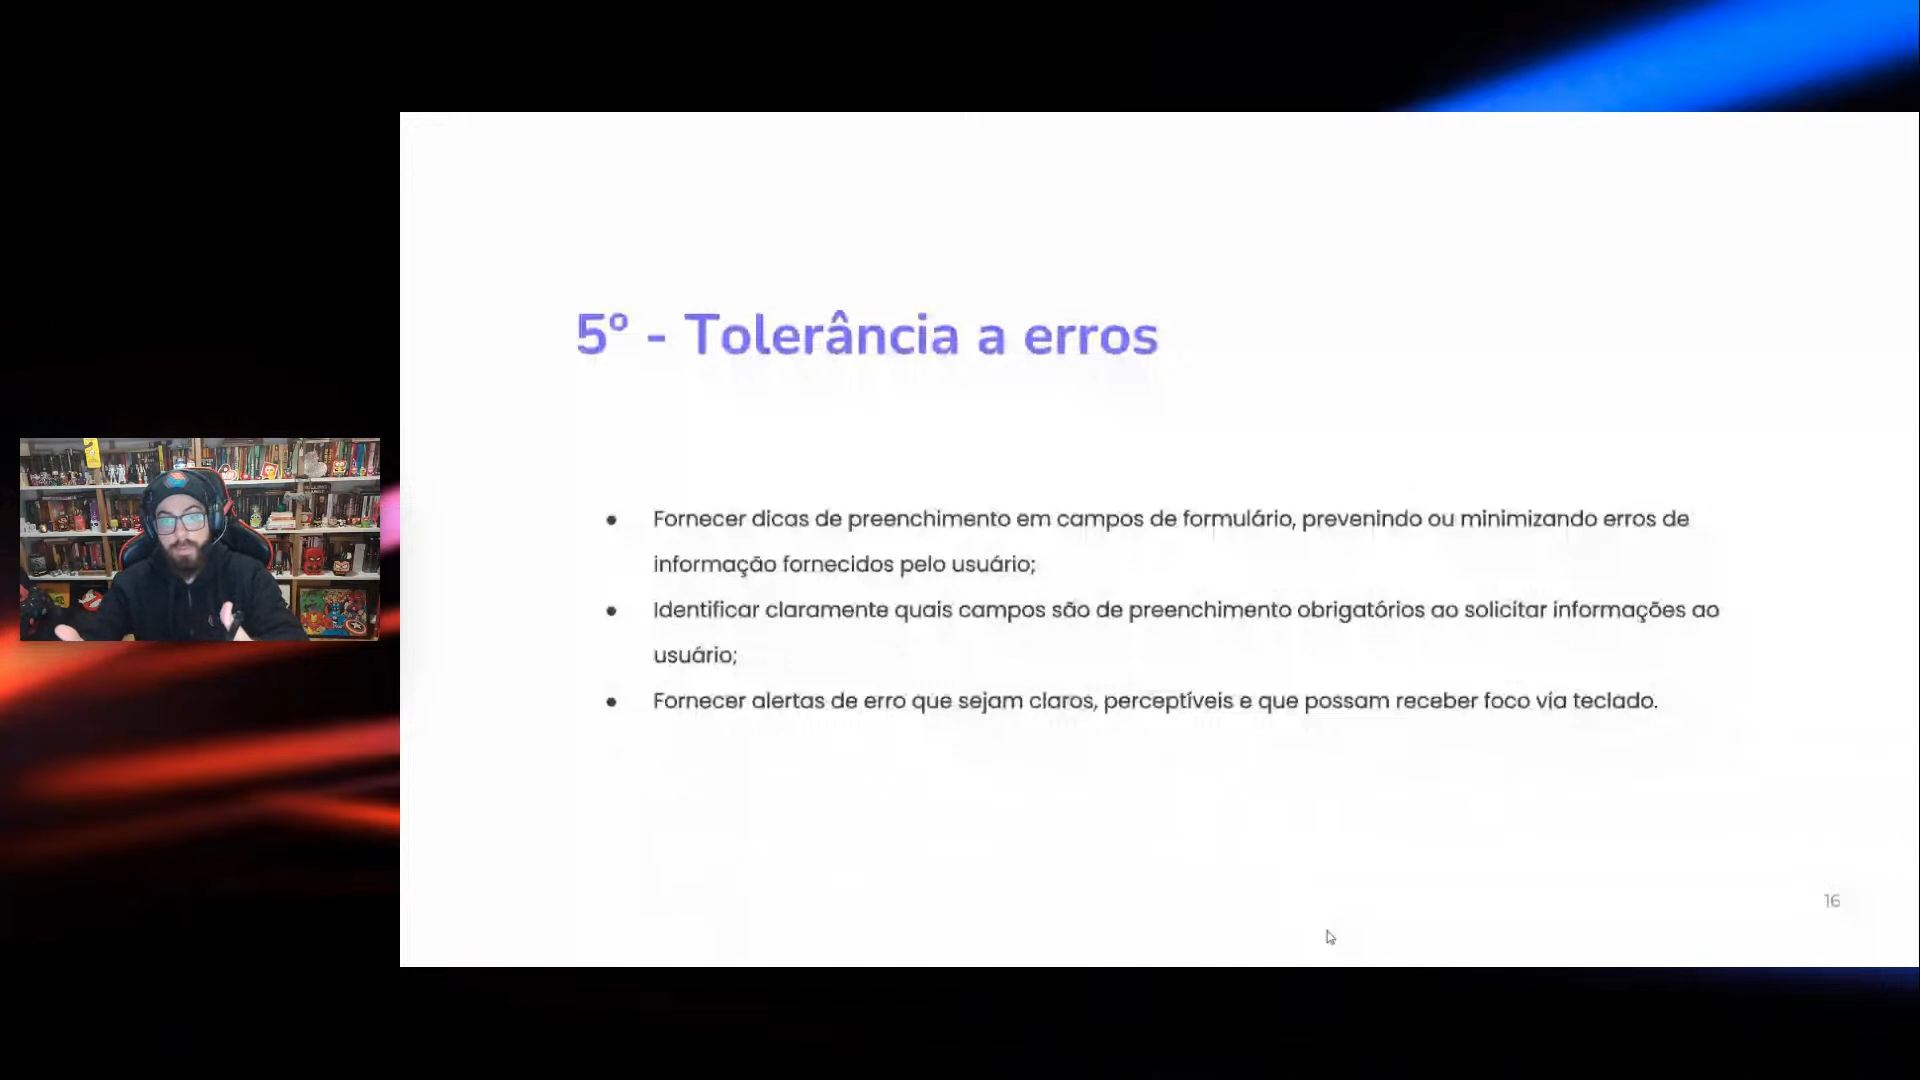 5º - Tolerância a erros
● Fornecer dicas de preenchimento em campos de formulário, prevenindo ou minimizando erros de
informação fornecidos pelo usuário;
● Identificar claramente quais campos são de preenchimento obrigatórios ao solicitar informações ao
usuário;
● Fornecer alertas de erro que sejam claros, perceptíveis e que possam receber foco via teclado.
16